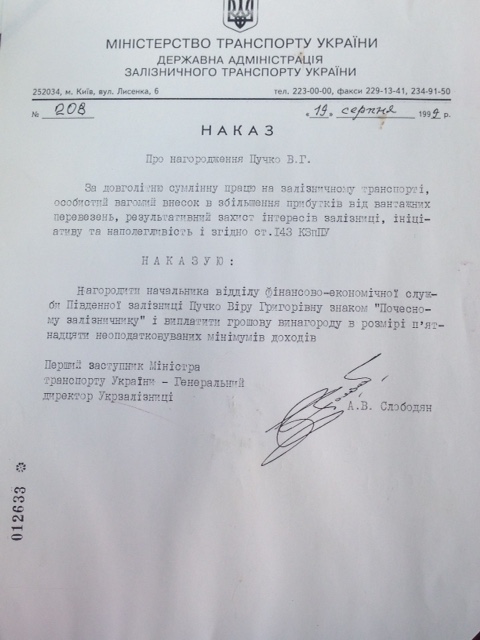 МІНІСТЕРСТВО ТРАНСПОРТУ УКРАЇНИ
ДЕРЖАВНА АДМІНІСТРАЦІЯ
ЗАЛІЗНИЧНОГО ТРАНСПОРТУ УКРАЇНИ
252034, м. Київ, вул. Лисенка, 6 тел. 223-00-00, факси 229-13-41, 234-91-50
№ 208 « 19 » серпня 1997 р.
НАКАЗ
Про нагородження Пучко В.Г.
За довголітню сумлінну працю на залізничному транспорті,
особистий вагомий внесок в збільшення прибутків від вантажних
перевезень, результативний захист інтересів залізниці, ініці-
ативу та наполегливість і згідно ст.143 КЗпПУ
НАКАЗУЮ:
Нагородити начальника відділу фінансово-економічної служ-
би Південної залізниці Пучко Віру Григорівну знаком "Почесно-
му залізничнику" і виплатити грошову винагороду в розмірі п'ят-
надцяти неоподатковуваних мінімумів доходів
Перший заступник Міністра
транспорту України - Генеральний
директор Укрзалізниці
А.В. Слободян
012633